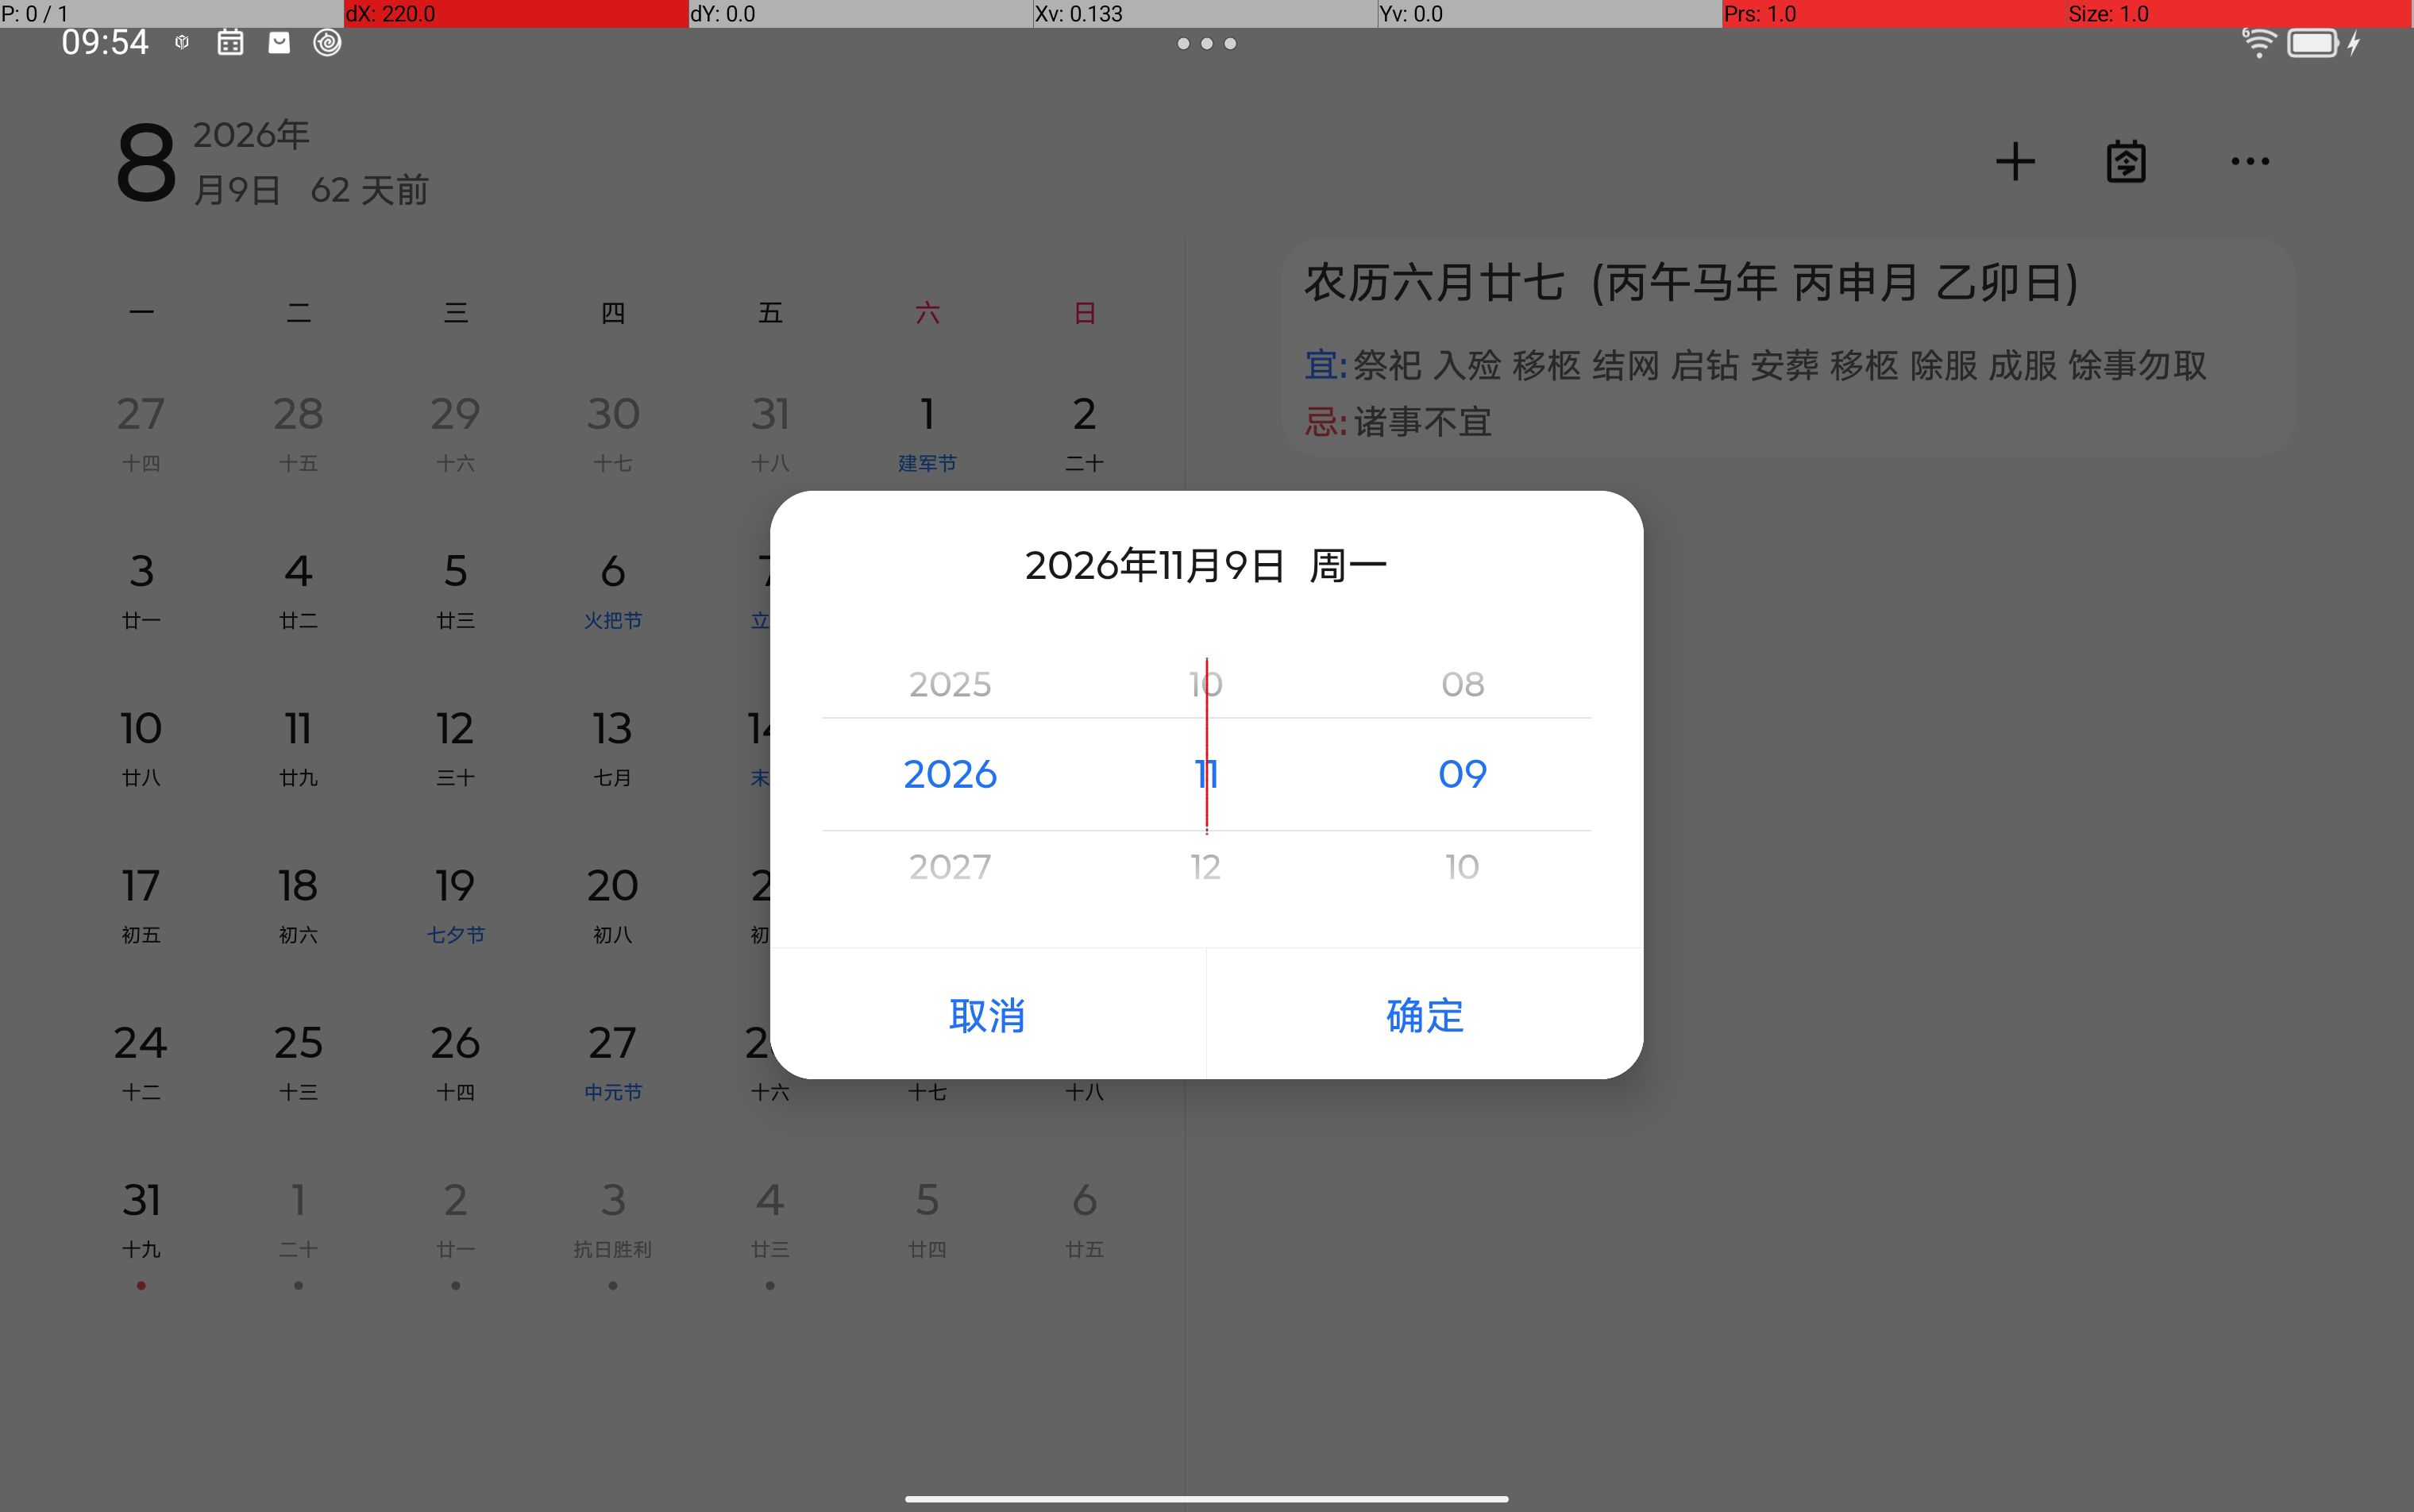 P: 0 / 1 dX: 220.0 dY: 0.0 Xv: 0.133 Yv: 0.0 Prs: 1.0 Size: 1.0
09:54 6
8 2026年
月9日 62 天前
农历六月廿七 (丙午马年 丙申月 乙卯日)
宜: 祭祀 入殓 移柩 结网 启钻 安葬 移柩 除服 成服 馀事勿取
忌: 诸事不宜
一 二 三 四 五 六 日
27 28 29 30 31 1 2
十四 十五 十六 十七 十八 建军节 二十
3 4 5 6
廿一 廿二 廿三 火把节 立
10 11 12 13
廿八 廿九 三十 七月 末
17 18 19 20 2
初五 初六 七夕节 初八 初
24 25 26 27 2
十二 十三 十四 中元节 十六 十七 十八
31 1 2 3 4 5 6
十九 二十 廿一 抗日胜利 廿三 廿四 廿五
2026年11月9日 周一
2025 10 08
2026 11 09
2027 12 10
取消 确定